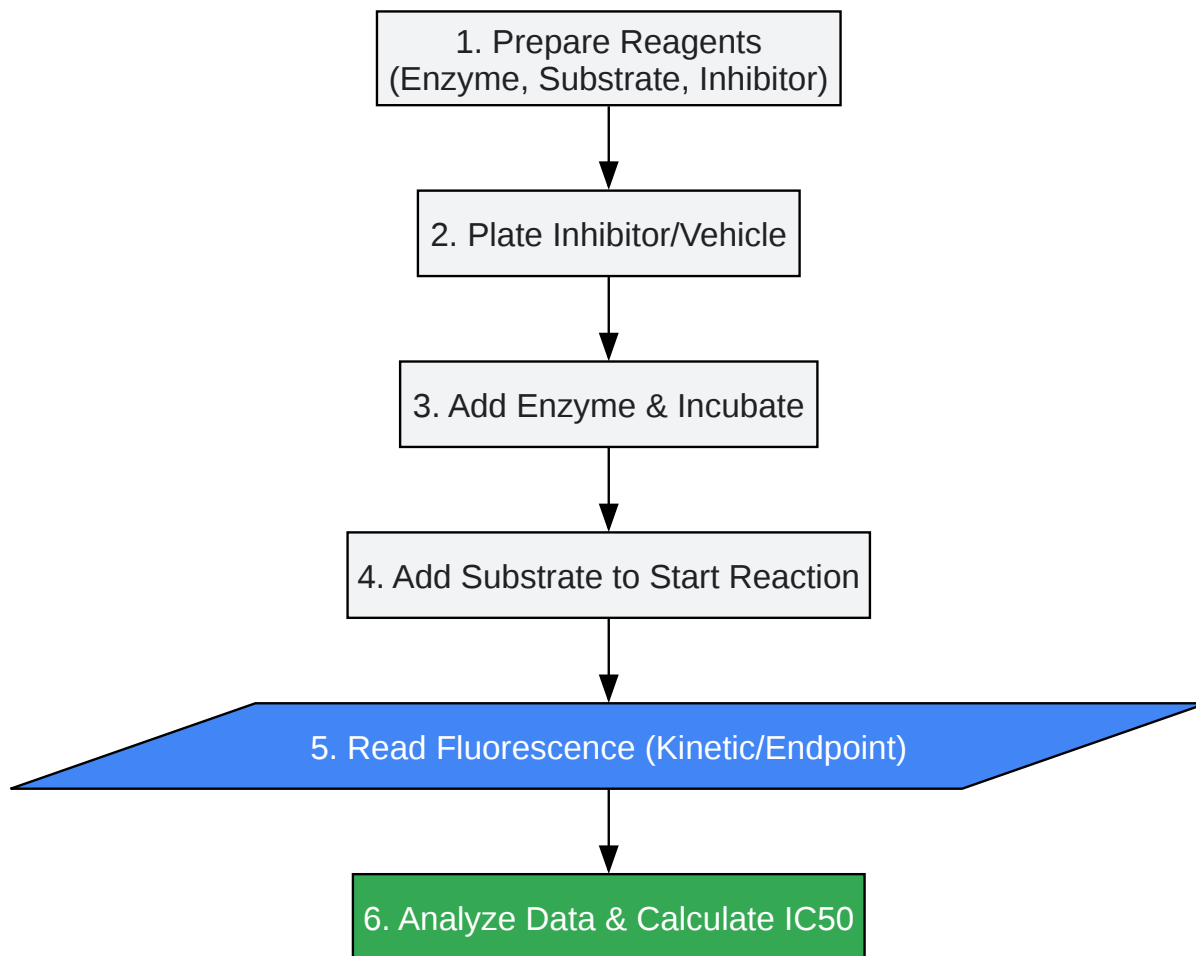 1. Prepare Reagents
(Enzyme, Substrate, Inhibitor)
2. Plate Inhibitor/Vehicle
3. Add Enzyme & Incubate
4. Add Substrate to Start Reaction
5. Read Fluorescence (Kinetic/Endpoint)
6. Analyze Data & Calculate IC50